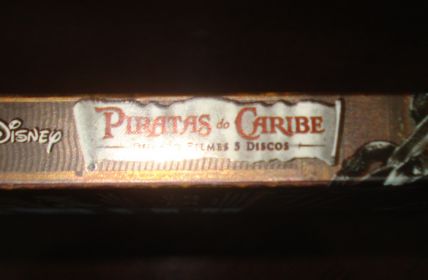 Disney
PIRATAS do CARIBE
FILMES 5 DISCOS